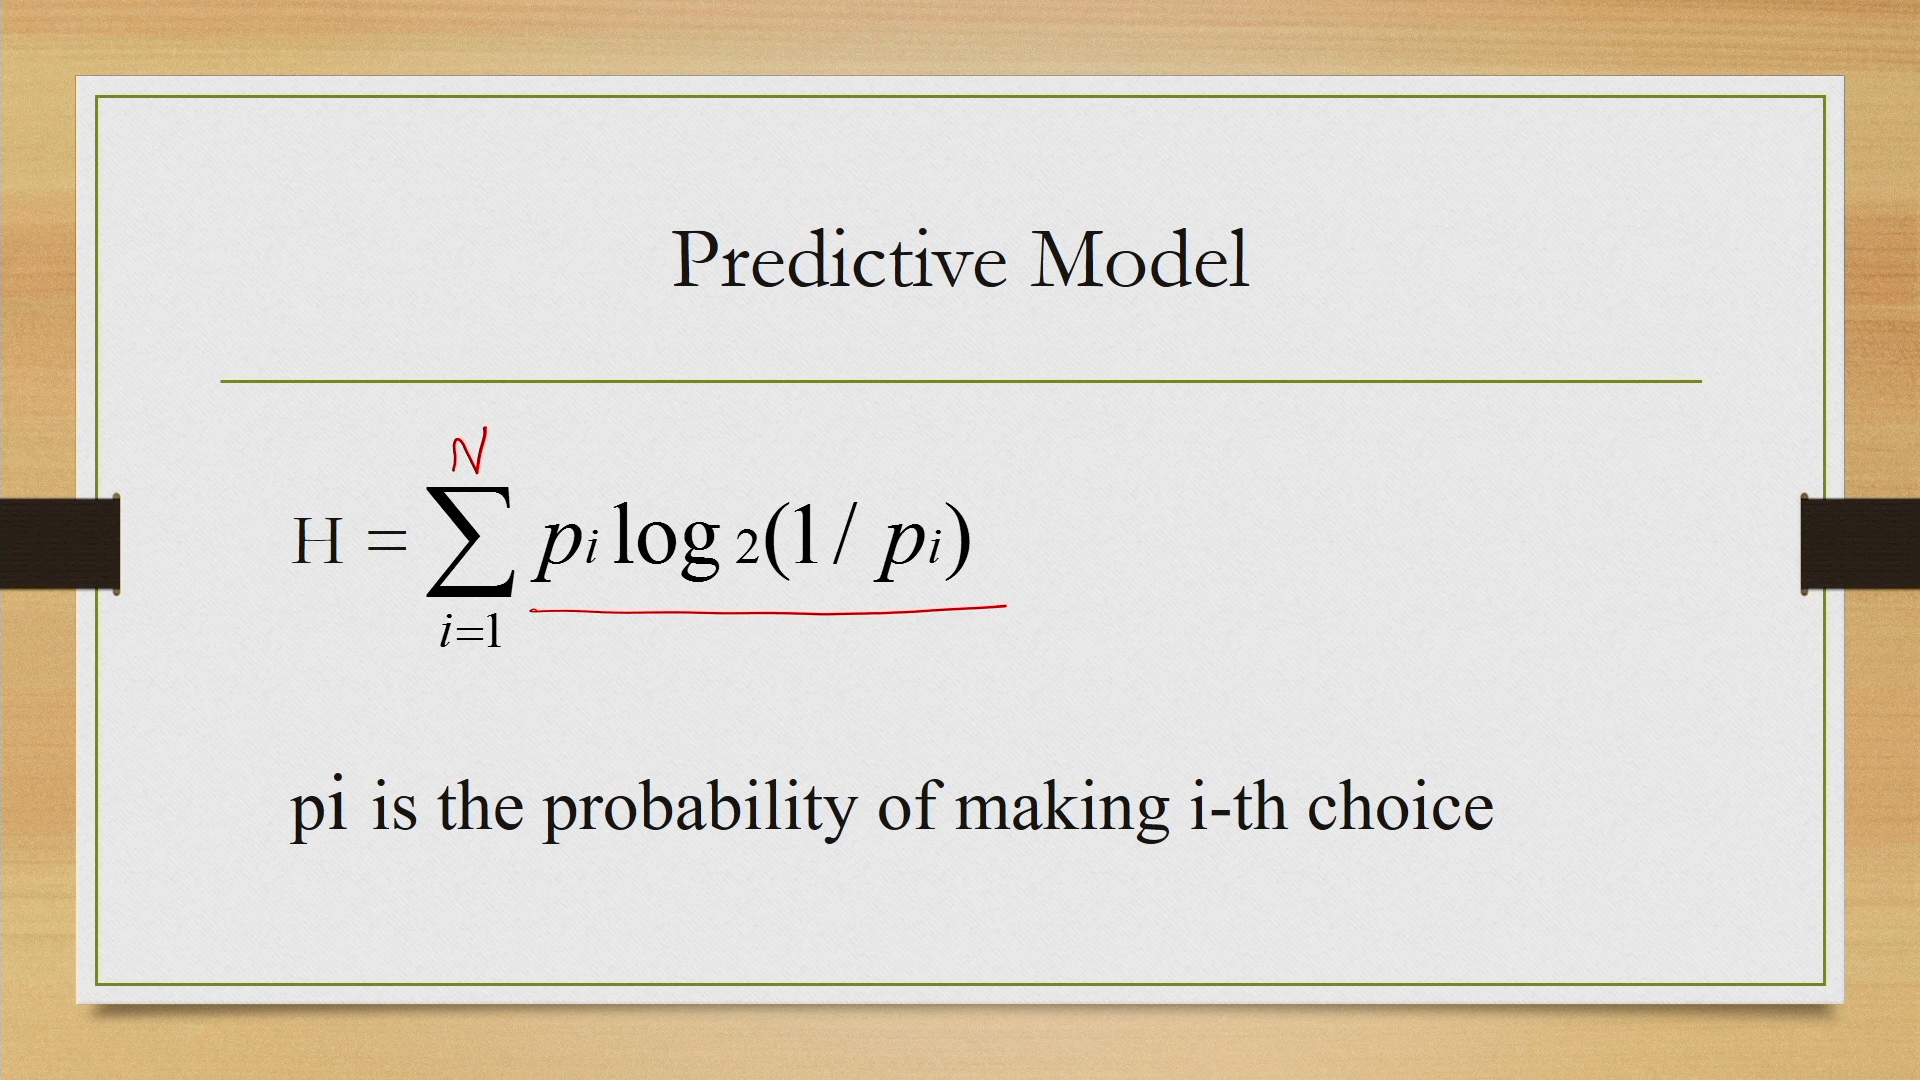 Predictive Model
N
H = ∑ pi log 2(1/ pi)
i=1
pi is the probability of making i-th choice